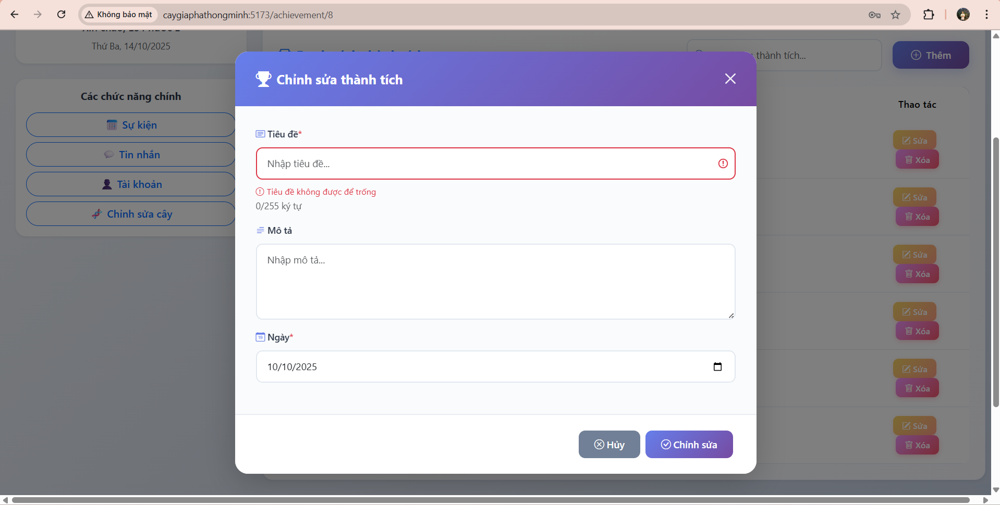 Không bảo mật
caygiaphathongminh:5173/achievement/8
Thứ Ba, 14/10/2025
Các chức năng chính
Sự kiện
Tin nhắn
Tài khoản
Chỉnh sửa cây
thành tích...
Thêm
Thao tác
Sửa
Xóa
Sửa
Xóa
Sửa
Xóa
Sửa
Xóa
Sửa
Xóa
Sửa
Xóa
Chỉnh sửa thành tích
Tiêu đề*
Nhập tiêu đề...
Tiêu đề không được để trống
0/255 ký tự
Mô tả
Nhập mô tả...
19 Ngày*
10/10/2025
Hủy
Chỉnh sửa